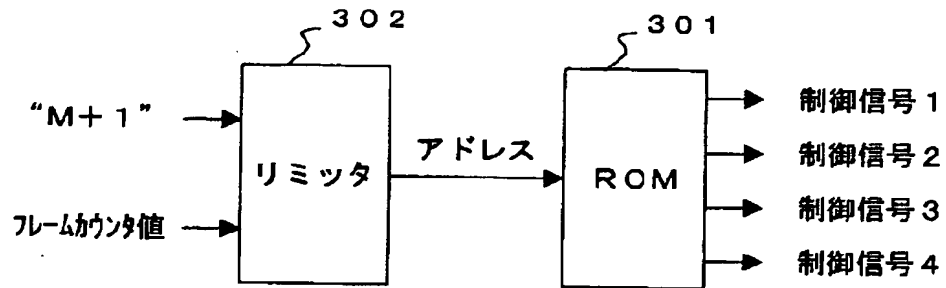 302
301
“M+1”
フレームカウンタ値
リミッタ
アドレス
ROM
制御信号1
制御信号2
制御信号3
制御信号4